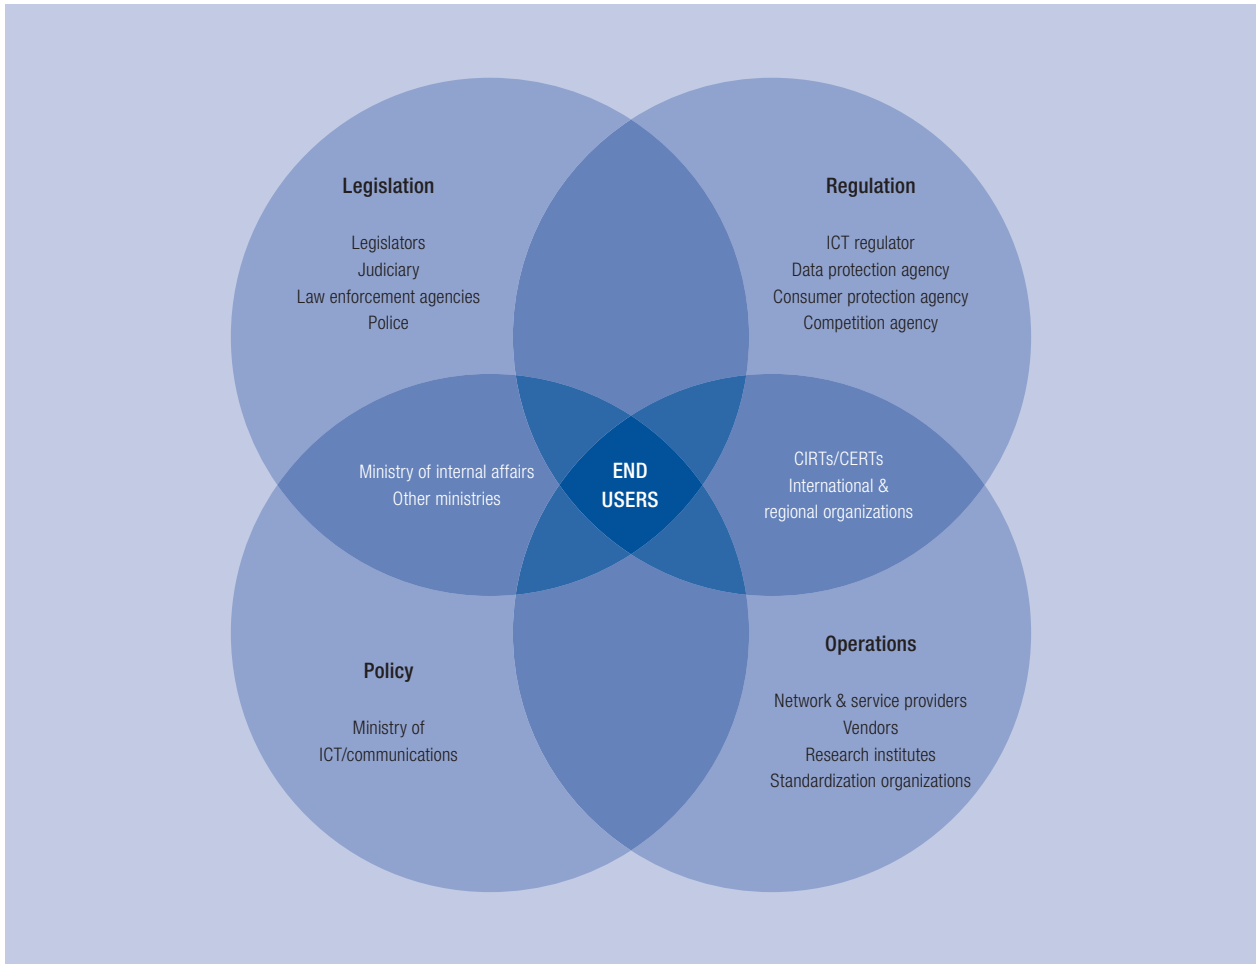 Legislation
Legislators
Judiciary
Law enforcement agencies
Police
Regulation
ICT regulator
Data protection agency
Consumer protection agency
Competition agency
Ministry of internal affairs
Other ministries
END
USERS
CIRTs/CERTs
International &
regional organizations
Policy
Ministry of
ICT/communications
Operations
Network & service providers
Vendors
Research institutes
Standardization organizations